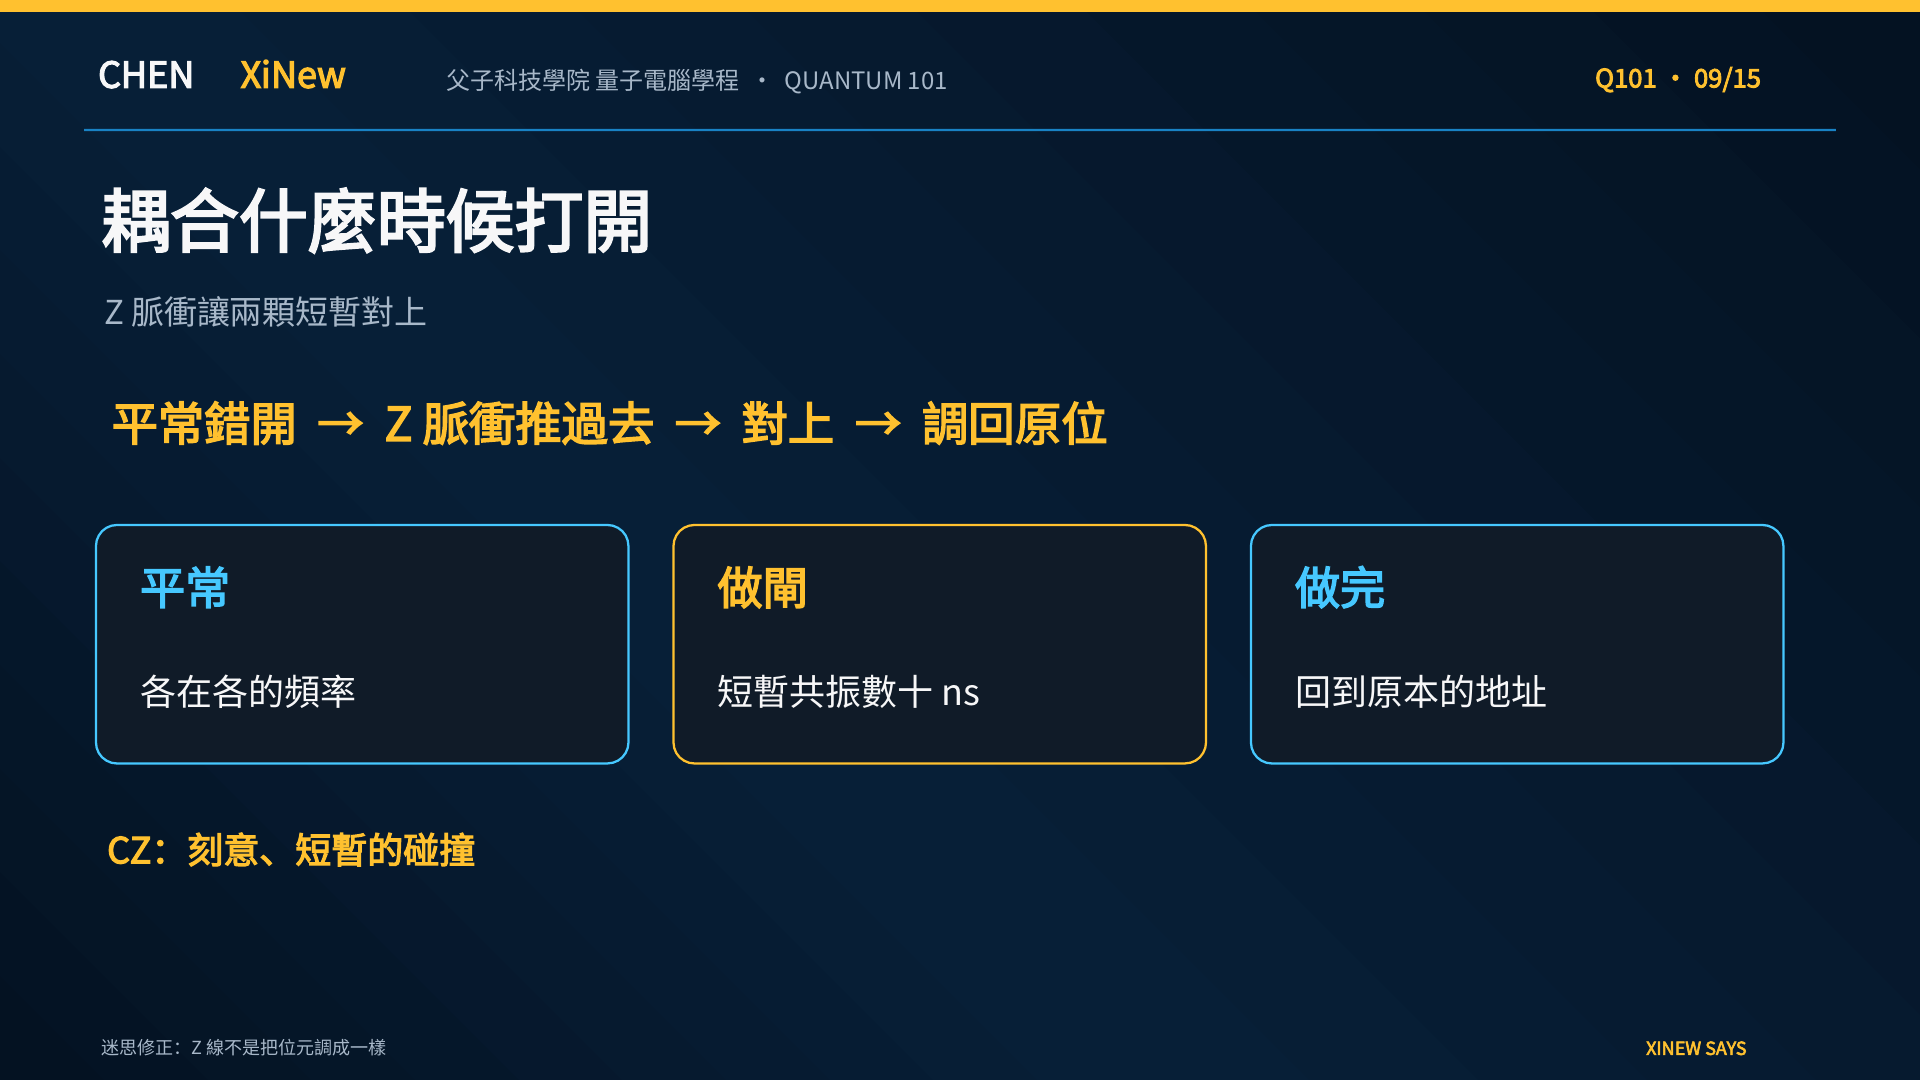 CHEN XiNew 父子科技學院 量子電腦學程 · QUANTUM 101 Q101 · 09/15
耦合什麼時候打開
Z 脈衝讓兩顆短暫對上
平常錯開 → Z 脈衝推過去 → 對上 → 調回原位
平常
各在各的頻率
做閘
短暫共振數十 ns
做完
回到原本的地址
CZ：刻意、短暫的碰撞
迷思修正：Z 線不是把位元調成一樣
XINEW SAYS